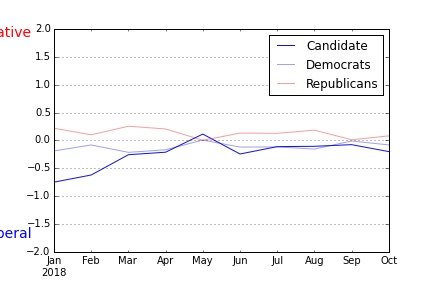 ative
2.0
1.5
1.0
0.5
0.0
−0.5
−1.0
−1.5
−2.0
beral
Candidate
Democrats
Republicans
Jan Feb Mar Apr May Jun Jul Aug Sep Oct
2018